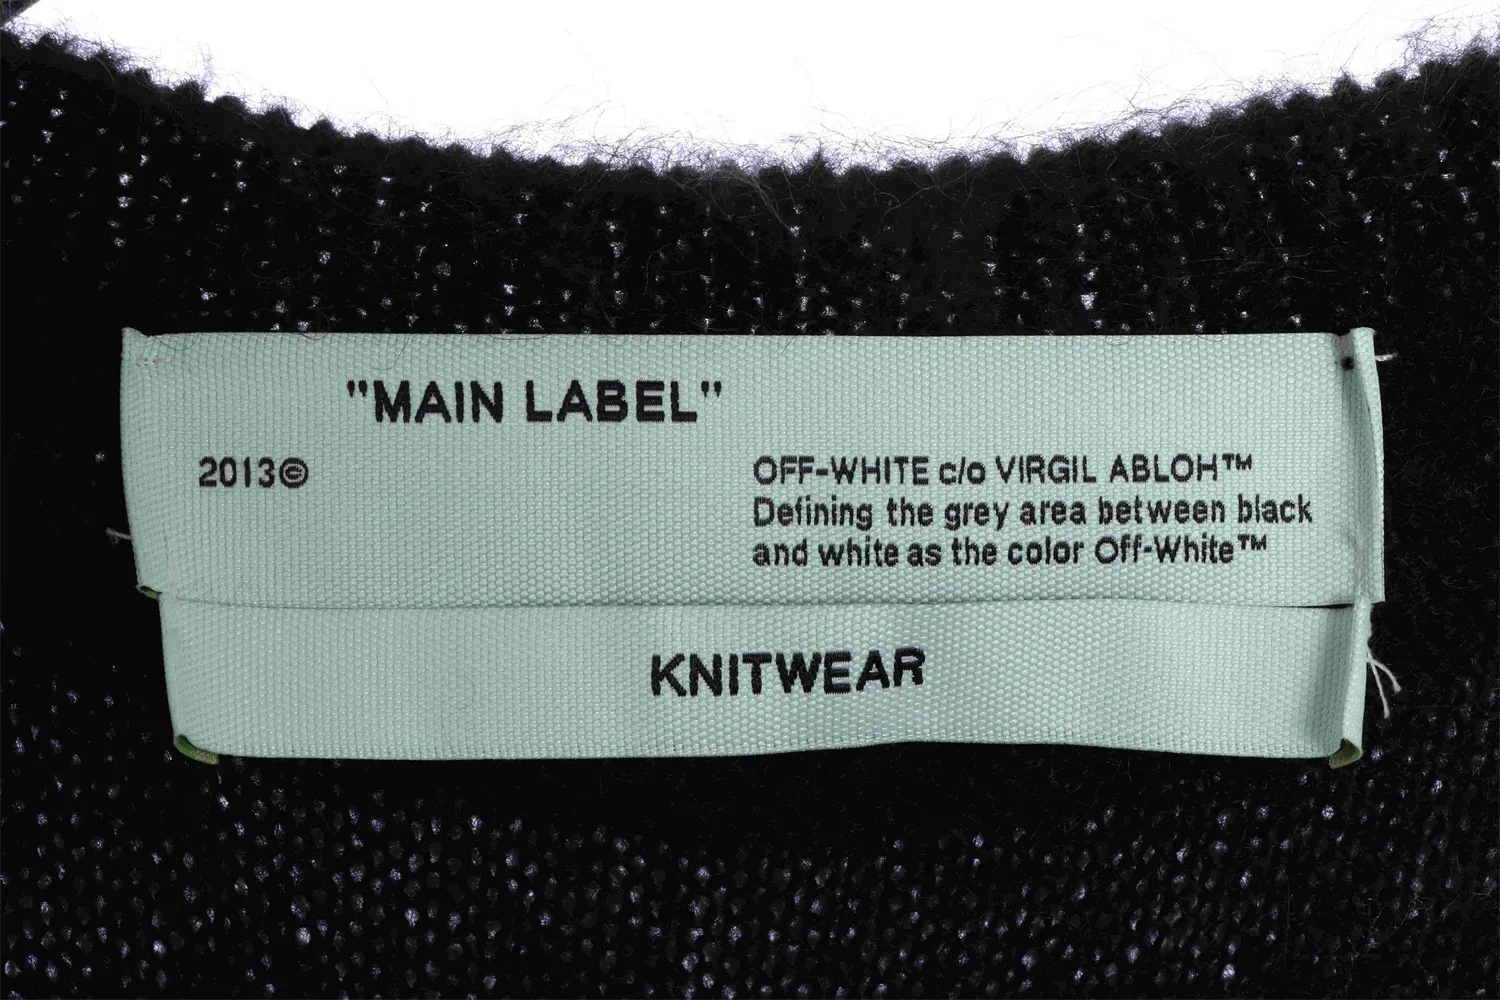 "MAIN LABEL"
2013©
OFF-WHITE c/o VIRGIL ABLOH™
Defining the grey area between black
and white as the color Off-White™
KNITWEAR